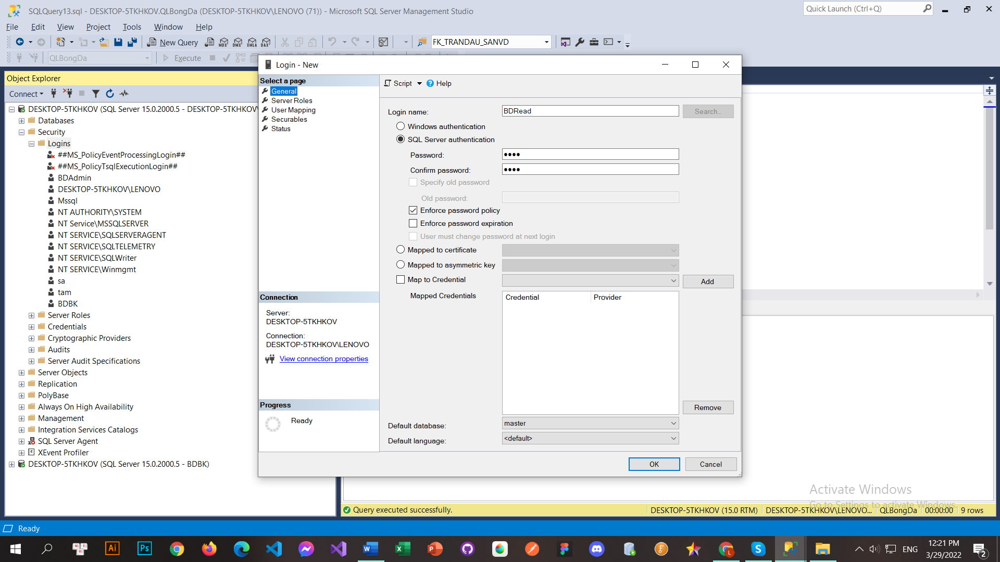 SQLQuery13.sql - DESKTOP-5TKHKOV.QLBongDa (DESKTOP-5TKHKOV\LENOVO (71)) - Microsoft SQL Server Management Studio
Quick Launch (Ctrl+Q)
File Edit View Project Tools Window Help
New Query
MDX DMX XMLA DAX
FK_TRANDAU_SANVD
QLBongDa
Execute
Object Explorer
Connect
DESKTOP-5TKHKOV (SQL Server 15.0.2000.5 - DESKTOP-5TKHKOV\
Databases
Security
Logins
##MS_PolicyEventProcessingLogin##
##MS_PolicyTsqlExecutionLogin##
BDAdmin
DESKTOP-5TKHKOV\LENOVO
Mssql
NT AUTHORITY\SYSTEM
NT Service\MSSQLSERVER
NT SERVICE\SQLSERVERAGENT
NT SERVICE\SQLTELEMETRY
NT SERVICE\SQLWriter
NT SERVICE\Winmgmt
sa
tam
BDBK
Server Roles
Credentials
Cryptographic Providers
Audits
Server Audit Specifications
Server Objects
Replication
PolyBase
Always On High Availability
Management
Integration Services Catalogs
SQL Server Agent
XEvent Profiler
DESKTOP-5TKHKOV (SQL Server 15.0.2000.5 - BDBK)
Login - New
Select a page
General
Server Roles
User Mapping
Securables
Status
Connection
Server:
DESKTOP-5TKHKOV
Connection:
DESKTOP-5TKHKOV\LENOVO
View connection properties
Progress
Ready
Script Help
Login name: BDRead Search...
Windows authentication
SQL Server authentication
Password: ●●●●
Confirm password: ●●●●
Specify old password
Old password:
Enforce password policy
Enforce password expiration
User must change password at next login
Mapped to certificate
Mapped to asymmetric key
Map to Credential Add
Mapped Credentials Credential Provider
Remove
Default database: master
Default language: <default>
OK Cancel
Activate Windows
Go to Settings to activate Windows.
Query executed successfully. DESKTOP-5TKHKOV (15.0 RTM) DESKTOP-5TKHKOV\LENOVO... QLBongDa 00:00:00 9 rows
Ready
Ai Ps
ENG
12:21 PM
3/29/2022
2